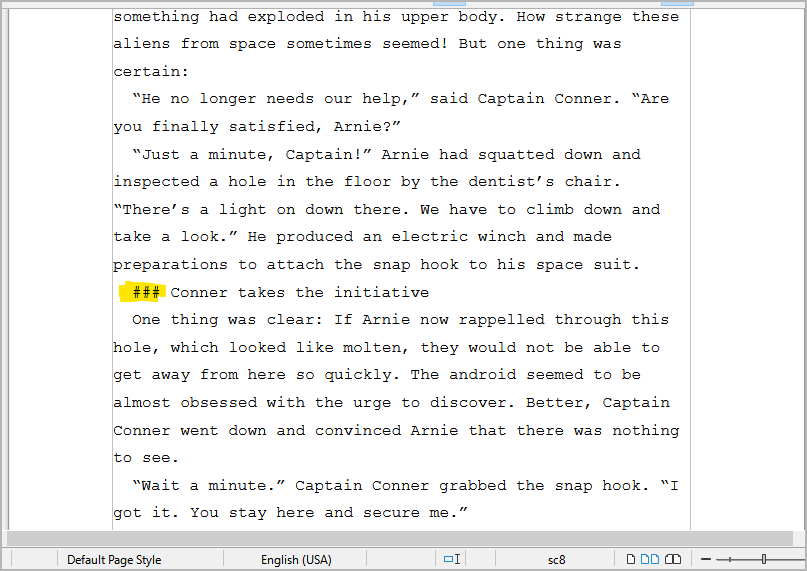 something had exploded in his upper body. How strange these
aliens from space sometimes seemed! But one thing was
certain:
“He no longer needs our help,” said Captain Conner. “Are
you finally satisfied, Arnie?”
“Just a minute, Captain!” Arnie had squatted down and
inspected a hole in the floor by the dentist’s chair.
“There’s a light on down there. We have to climb down and
take a look.” He produced an electric winch and made
preparations to attach the snap hook to his space suit.
### Conner takes the initiative
One thing was clear: If Arnie now rappelled through this
hole, which looked like molten, they would not be able to
get away from here so quickly. The android seemed to be
almost obsessed with the urge to discover. Better, Captain
Conner went down and convinced Arnie that there was nothing
to see.
“Wait a minute.” Captain Conner grabbed the snap hook. “I
got it. You stay here and secure me.”
Default Page Style English (USA) sc8